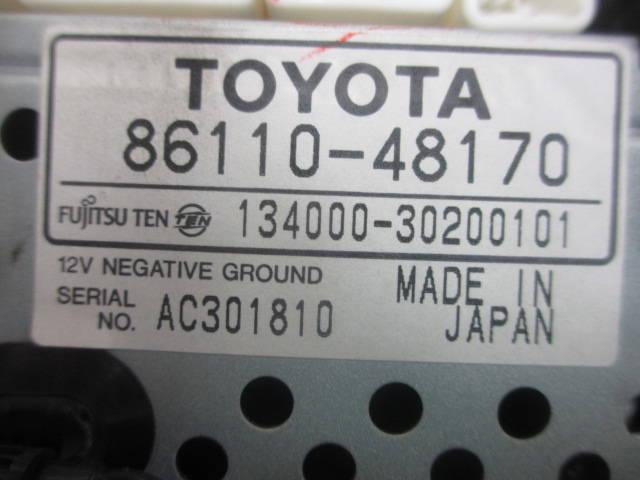 TOYOTA
86110-48170
FUJITSU TEN TEN 134000-30200101
12V NEGATIVE GROUND
SERIAL NO. AC301810
MADE IN
JAPAN